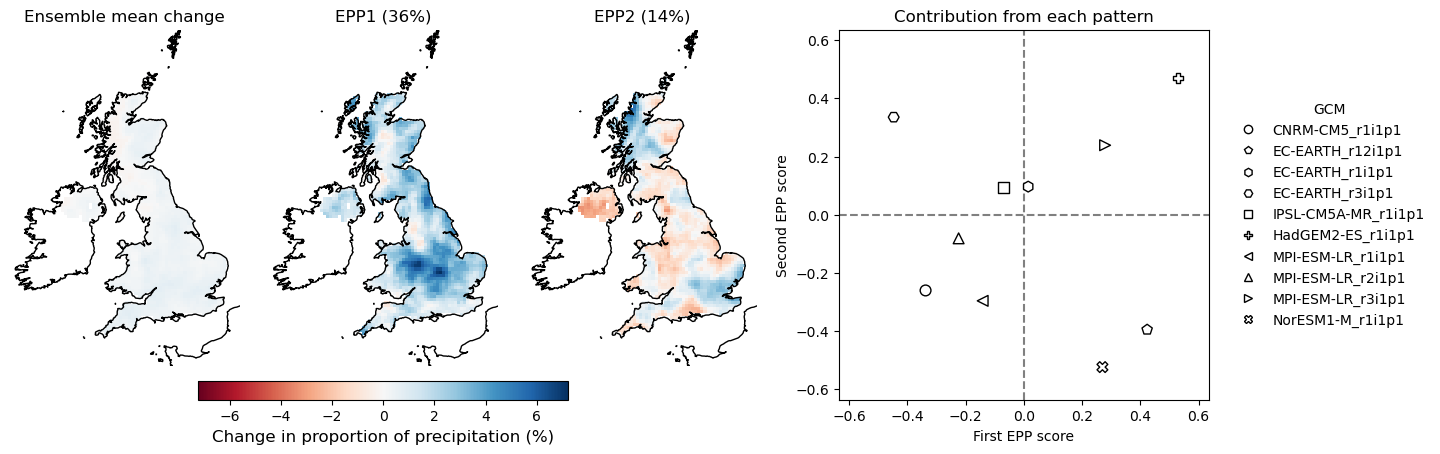 Ensemble mean change
EPP1 (36%)
EPP2 (14%)
−6 −4 −2 0 2 4 6
Change in proportion of precipitation (%)
Contribution from each pattern
Second EPP score
0.6
0.4
0.2
0.0
−0.2
−0.4
−0.6
−0.6 −0.4 −0.2 0.0 0.2 0.4 0.6
First EPP score
GCM
CNRM-CM5_r1i1p1
EC-EARTH_r12i1p1
EC-EARTH_r1i1p1
EC-EARTH_r3i1p1
IPSL-CM5A-MR_r1i1p1
HadGEM2-ES_r1i1p1
MPI-ESM-LR_r1i1p1
MPI-ESM-LR_r2i1p1
MPI-ESM-LR_r3i1p1
NorESM1-M_r1i1p1